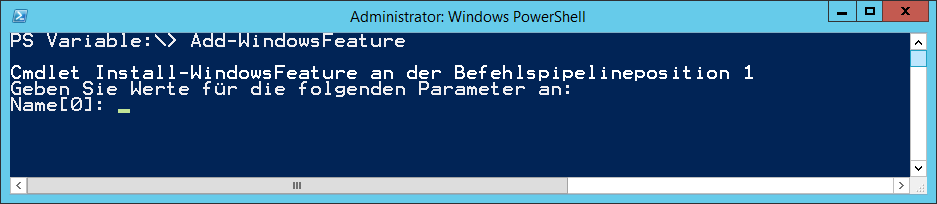 Administrator: Windows PowerShell
PS Variable:\> Add-WindowsFeature
Cmdlet Install-WindowsFeature an der Befehlspipelineposition 1
Geben Sie Werte für die folgenden Parameter an:
Name[0]: